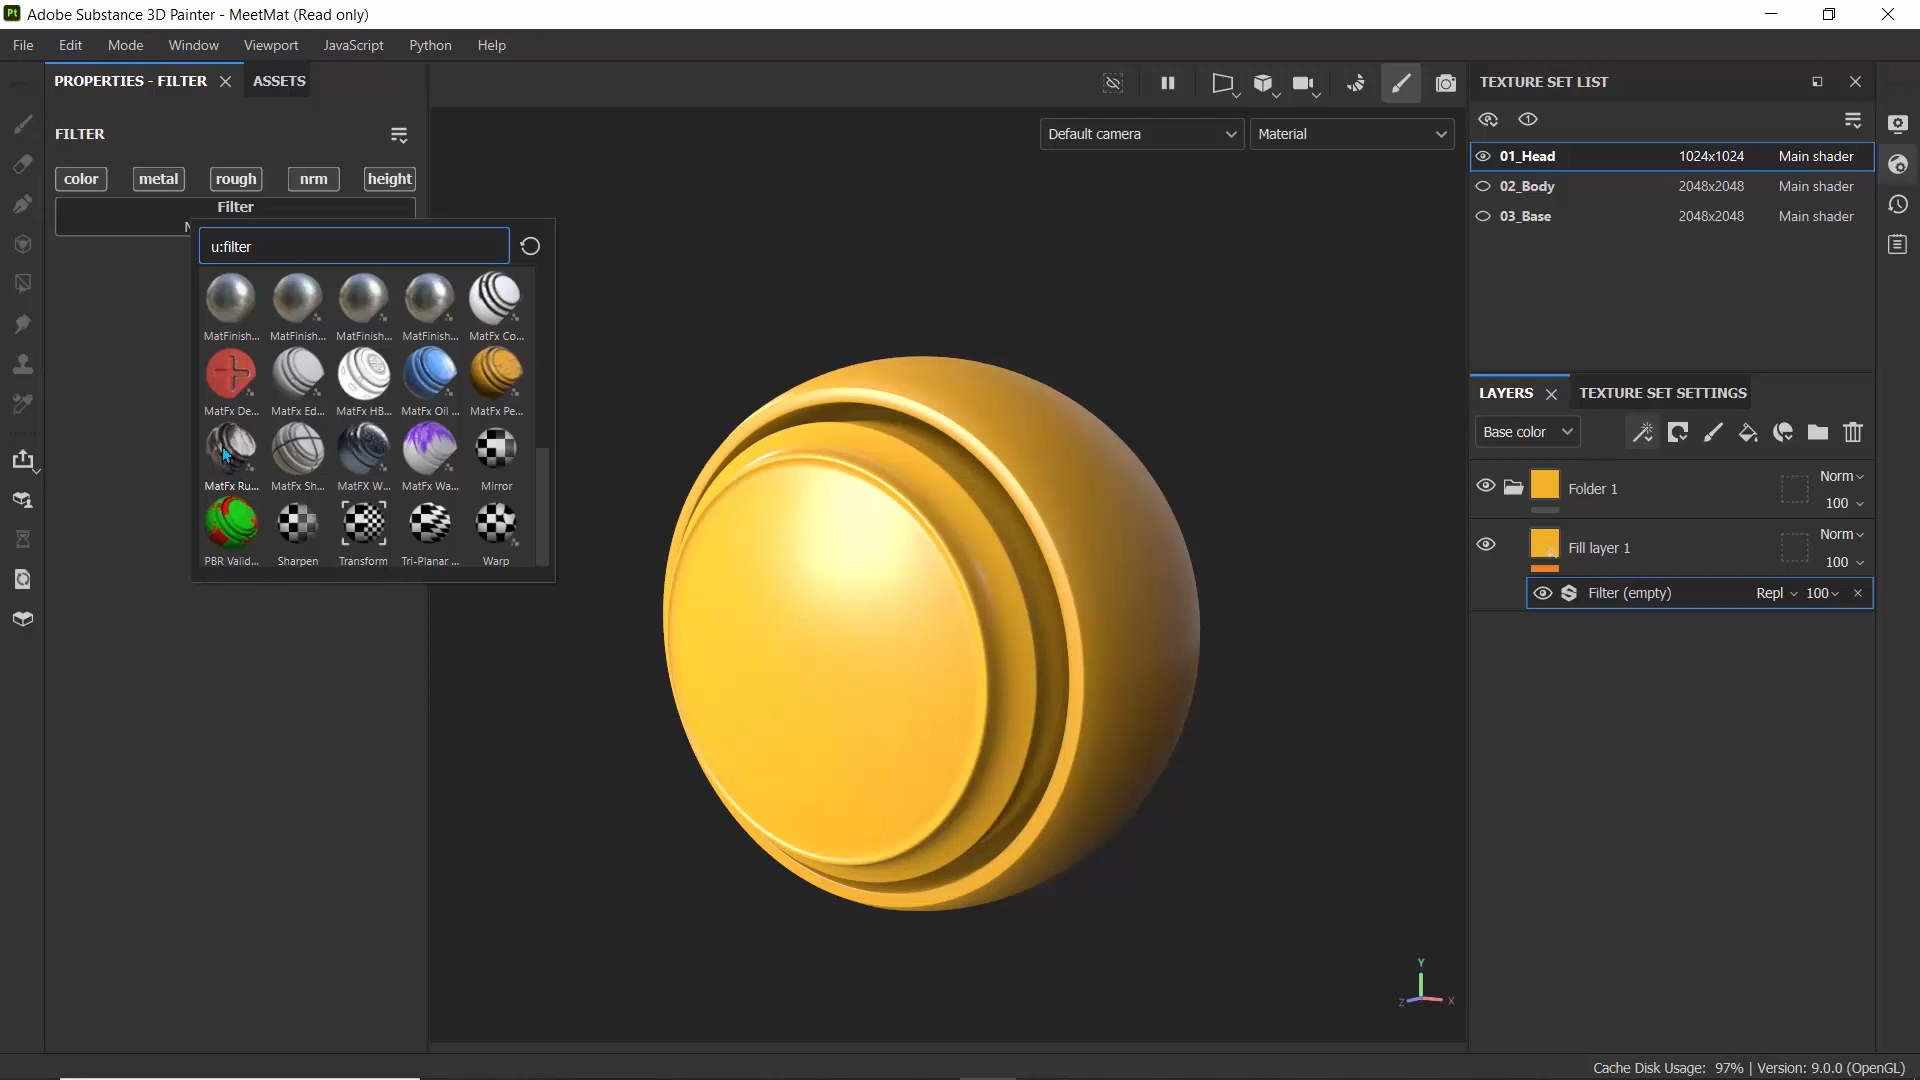 Pt Adobe Substance 3D Painter - MeetMat (Read only)
File Edit Mode Window Viewport JavaScript Python Help
PROPERTIES - FILTER ASSETS
FILTER
color metal rough nrm height
Filter
N
u:filter
MatFinish... MatFinish... MatFinish... MatFinish... MatFx Co...
MatFx De... MatFx Ed... MatFx HB... MatFx Oil ... MatFx Pe...
MatFx Ru... MatFx Sh... MatFX W... MatFx Wa... Mirror
PBR Valid... Sharpen Transform Tri-Planar ... Warp
Default camera Material
Y
Z X
TEXTURE SET LIST
1
01_Head 1024x1024 Main shader
02_Body 2048x2048 Main shader
03_Base 2048x2048 Main shader
LAYERS TEXTURE SET SETTINGS
Base color
Folder 1 Norm
100
Fill layer 1 Norm
100
Filter (empty) Repl 100
Cache Disk Usage: 97% | Version: 9.0.0 (OpenGL)